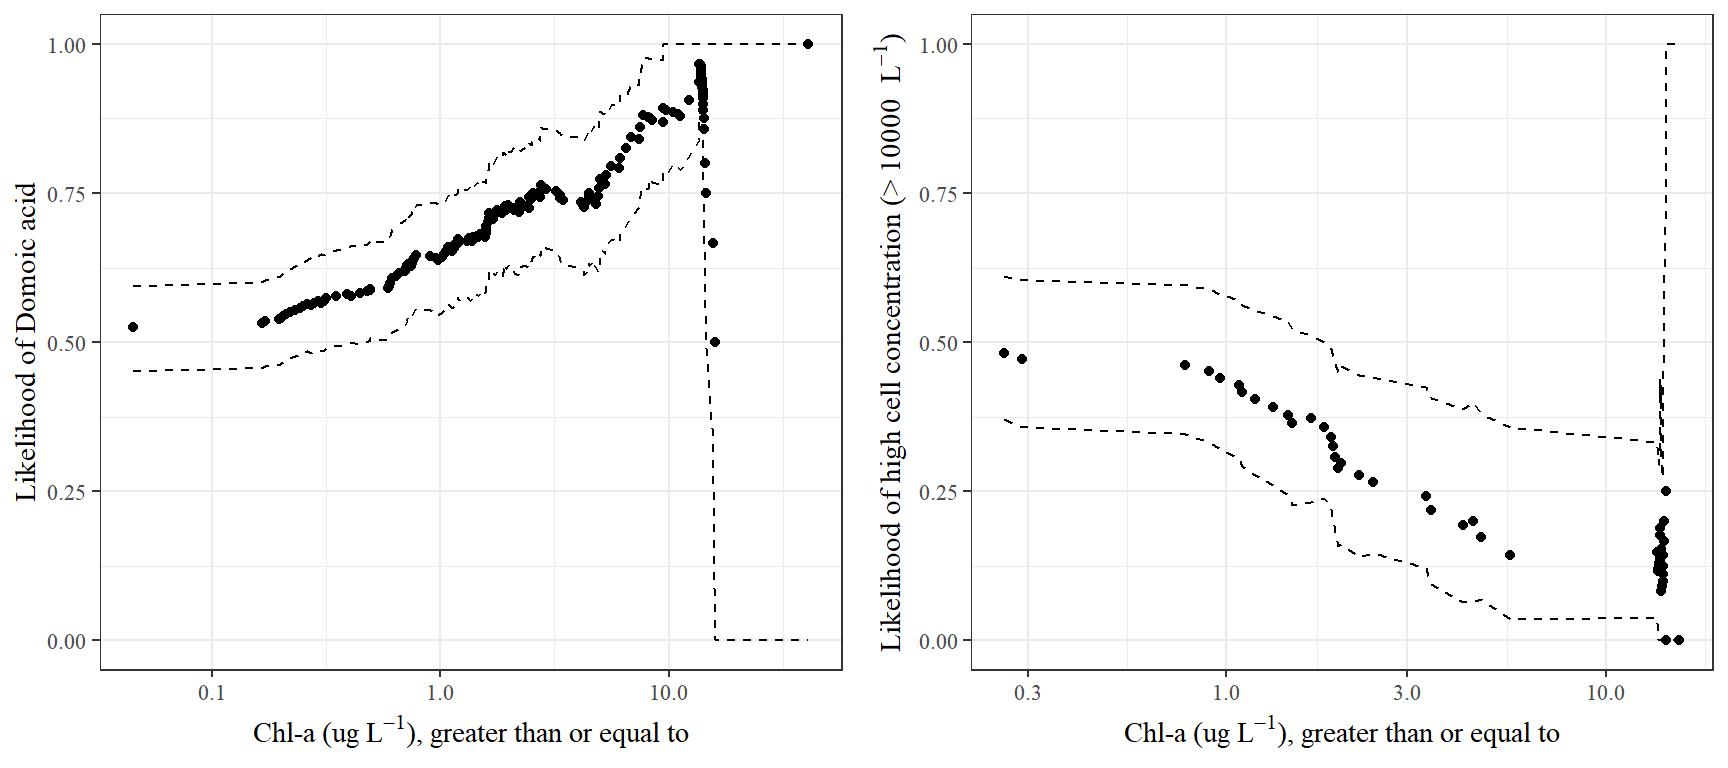 Likelihood of Domoic acid
1.00
0.75
0.50
0.25
0.00
0.1 1.0 10.0
Chl-a (ug L⁻¹), greater than or equal to
Likelihood of high cell concentration (> 10000 L⁻¹)
1.00
0.75
0.50
0.25
0.00
0.3 1.0 3.0 10.0
Chl-a (ug L⁻¹), greater than or equal to